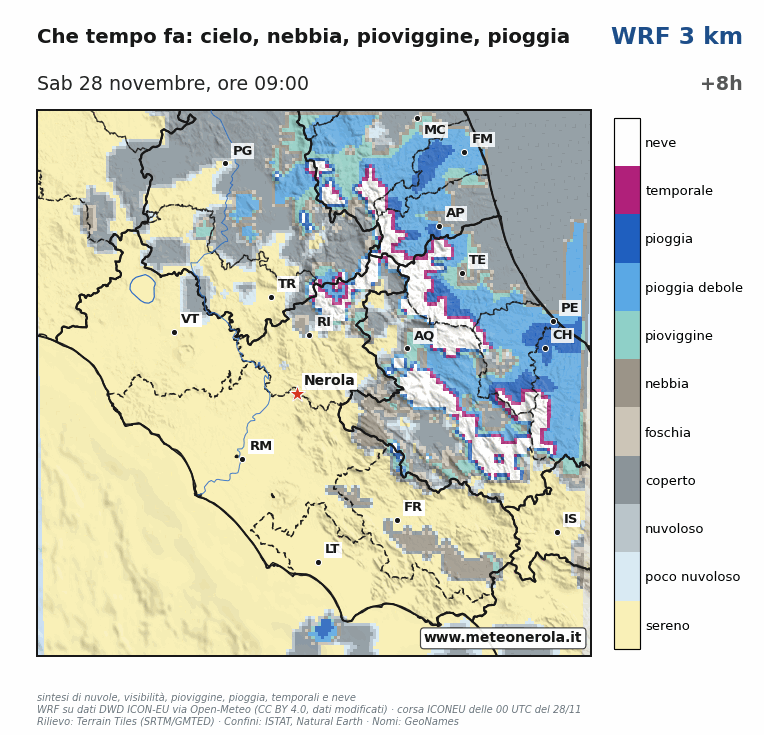 Che tempo fa: cielo, nebbia, pioviggine, pioggia
WRF 3 km
Sab 28 novembre, ore 09:00
+8h
MC
FM
PG
AP
TE
TR
PE
VT
RI
AQ
CH
Nerola
RM
FR
IS
LT
www.meteonerola.it
neve
temporale
pioggia
pioggia debole
pioviggine
nebbia
foschia
coperto
nuvoloso
poco nuvoloso
sereno
sintesi di nuvole, visibilità, pioviggine, pioggia, temporali e neve
WRF su dati DWD ICON-EU via Open-Meteo (CC BY 4.0, dati modificati) · corsa ICONEU delle 00 UTC del 28/11
Rilievo: Terrain Tiles (SRTM/GMTED) · Confini: ISTAT, Natural Earth · Nomi: GeoNames